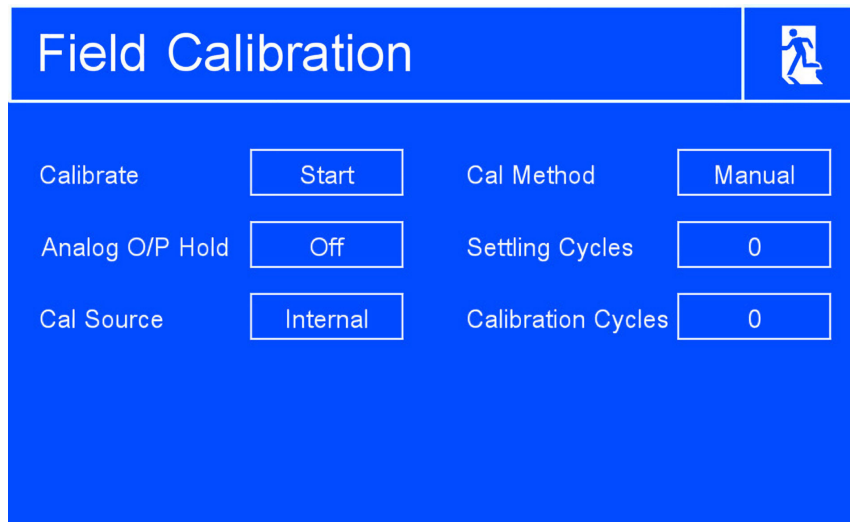 Field Calibration
Calibrate Start Cal Method Manual
Analog O/P Hold Off Settling Cycles 0
Cal Source Internal Calibration Cycles 0